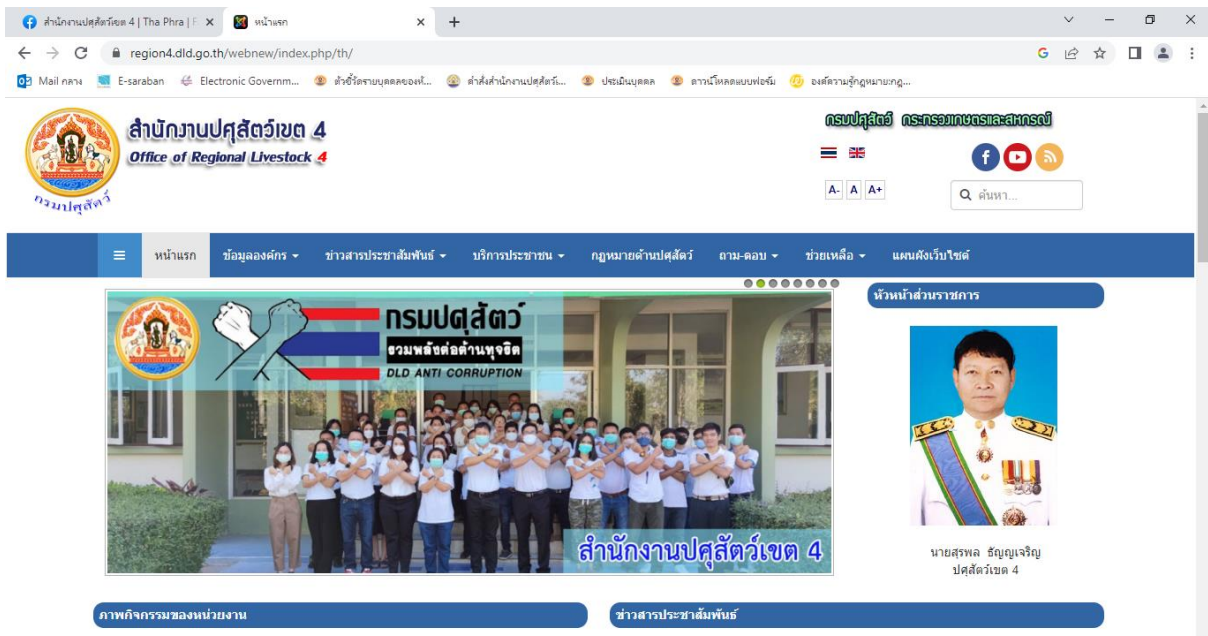 สำนักงานปศุสัตว์เขต 4 | Tha Phra | F
หน้าแรก
region4.dld.go.th/webnew/index.php/th/
Mail กลาง
E-saraban
Electronic Governm...
ตัวชี้วัดรายบุคคลของห้...
คำสั่งสำนักงานปศุสัตว์เ...
ประเมินบุคคล
ดาวน์โหลดแบบฟอร์ม
องค์ความรู้กฎหมาย:กฎ...
สำนักงานปศุสัตว์เขต 4
Office of Regional Livestock 4
กรมปศุสัตว์
กรมปศุสัตว์ กระทรวงเกษตรและสหกรณ์
A- A A+
ค้นหา...
หน้าแรก ข้อมูลองค์กร ข่าวสารประชาสัมพันธ์ บริการประชาชน กฎหมายด้านปศุสัตว์ ถาม-ตอบ ช่วยเหลือ แผนผังเว็บไซต์
กรมปศุสัตว์
รวมพลังต่อต้านทุจริต
DLD ANTI CORRUPTION
สำนักงานปศุสัตว์เขต 4
หัวหน้าส่วนราชการ
นายสุรพล ธัญญเจริญ
ปศุสัตว์เขต 4
ภาพกิจกรรมของหน่วยงาน
ข่าวสารประชาสัมพันธ์